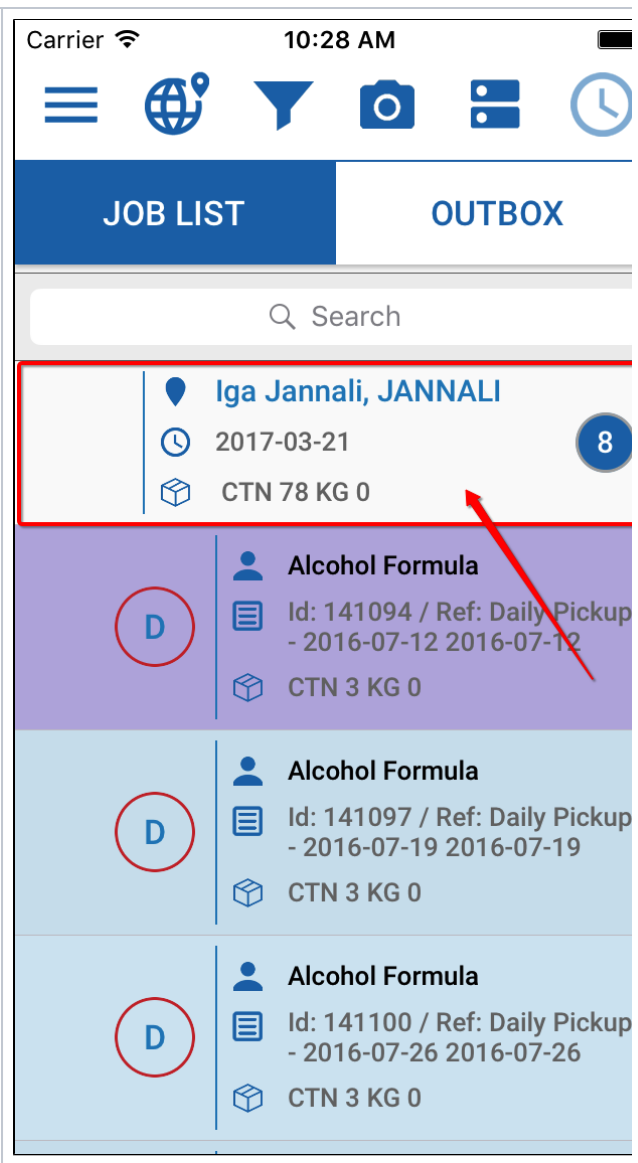 Carrier 10:28 AM
JOB LIST OUTBOX
Search
Iga Jannali, JANNALI
2017-03-21
8
CTN 78 KG 0
Alcohol Formula
D
Id: 141094 / Ref: Daily Pickup
- 2016-07-12 2016-07-12
CTN 3 KG 0
Alcohol Formula
D
Id: 141097 / Ref: Daily Pickup
- 2016-07-19 2016-07-19
CTN 3 KG 0
Alcohol Formula
D
Id: 141100 / Ref: Daily Pickup
- 2016-07-26 2016-07-26
CTN 3 KG 0